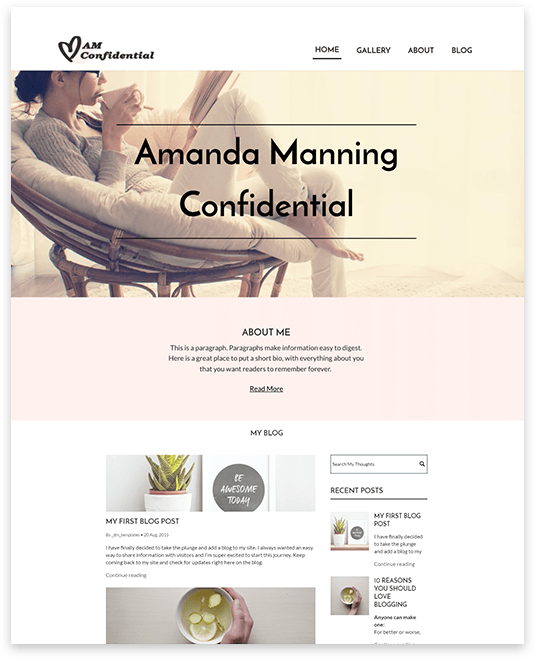 AM
Confidential
HOME GALLERY ABOUT BLOG
Amanda Manning
Confidential
ABOUT ME
This is a paragraph. Paragraphs make information easy to digest.
Here is a great place to put a short bio, with everything about you
that you want readers to remember forever.
Read More
MY BLOG
BE
AWESOME
TODAY
MY FIRST BLOG POST
By _dm_templates • 20 Aug, 2015
I have finally decided to take the plunge and add a blog to my site. I always wanted an easy
way to share information with visitors and I'm super excited to start this journey. Keep
coming back to my site and check for updates right here on the blog.
Continue reading
Search My Thoughts
RECENT POSTS
MY FIRST BLOG
POST
I have finally decided
to take the plunge
and add a blog to my
Continue reading
10 REASONS
YOU SHOULD
LOVE
BLOGGING
Anyone can make
one:
For better or worse,